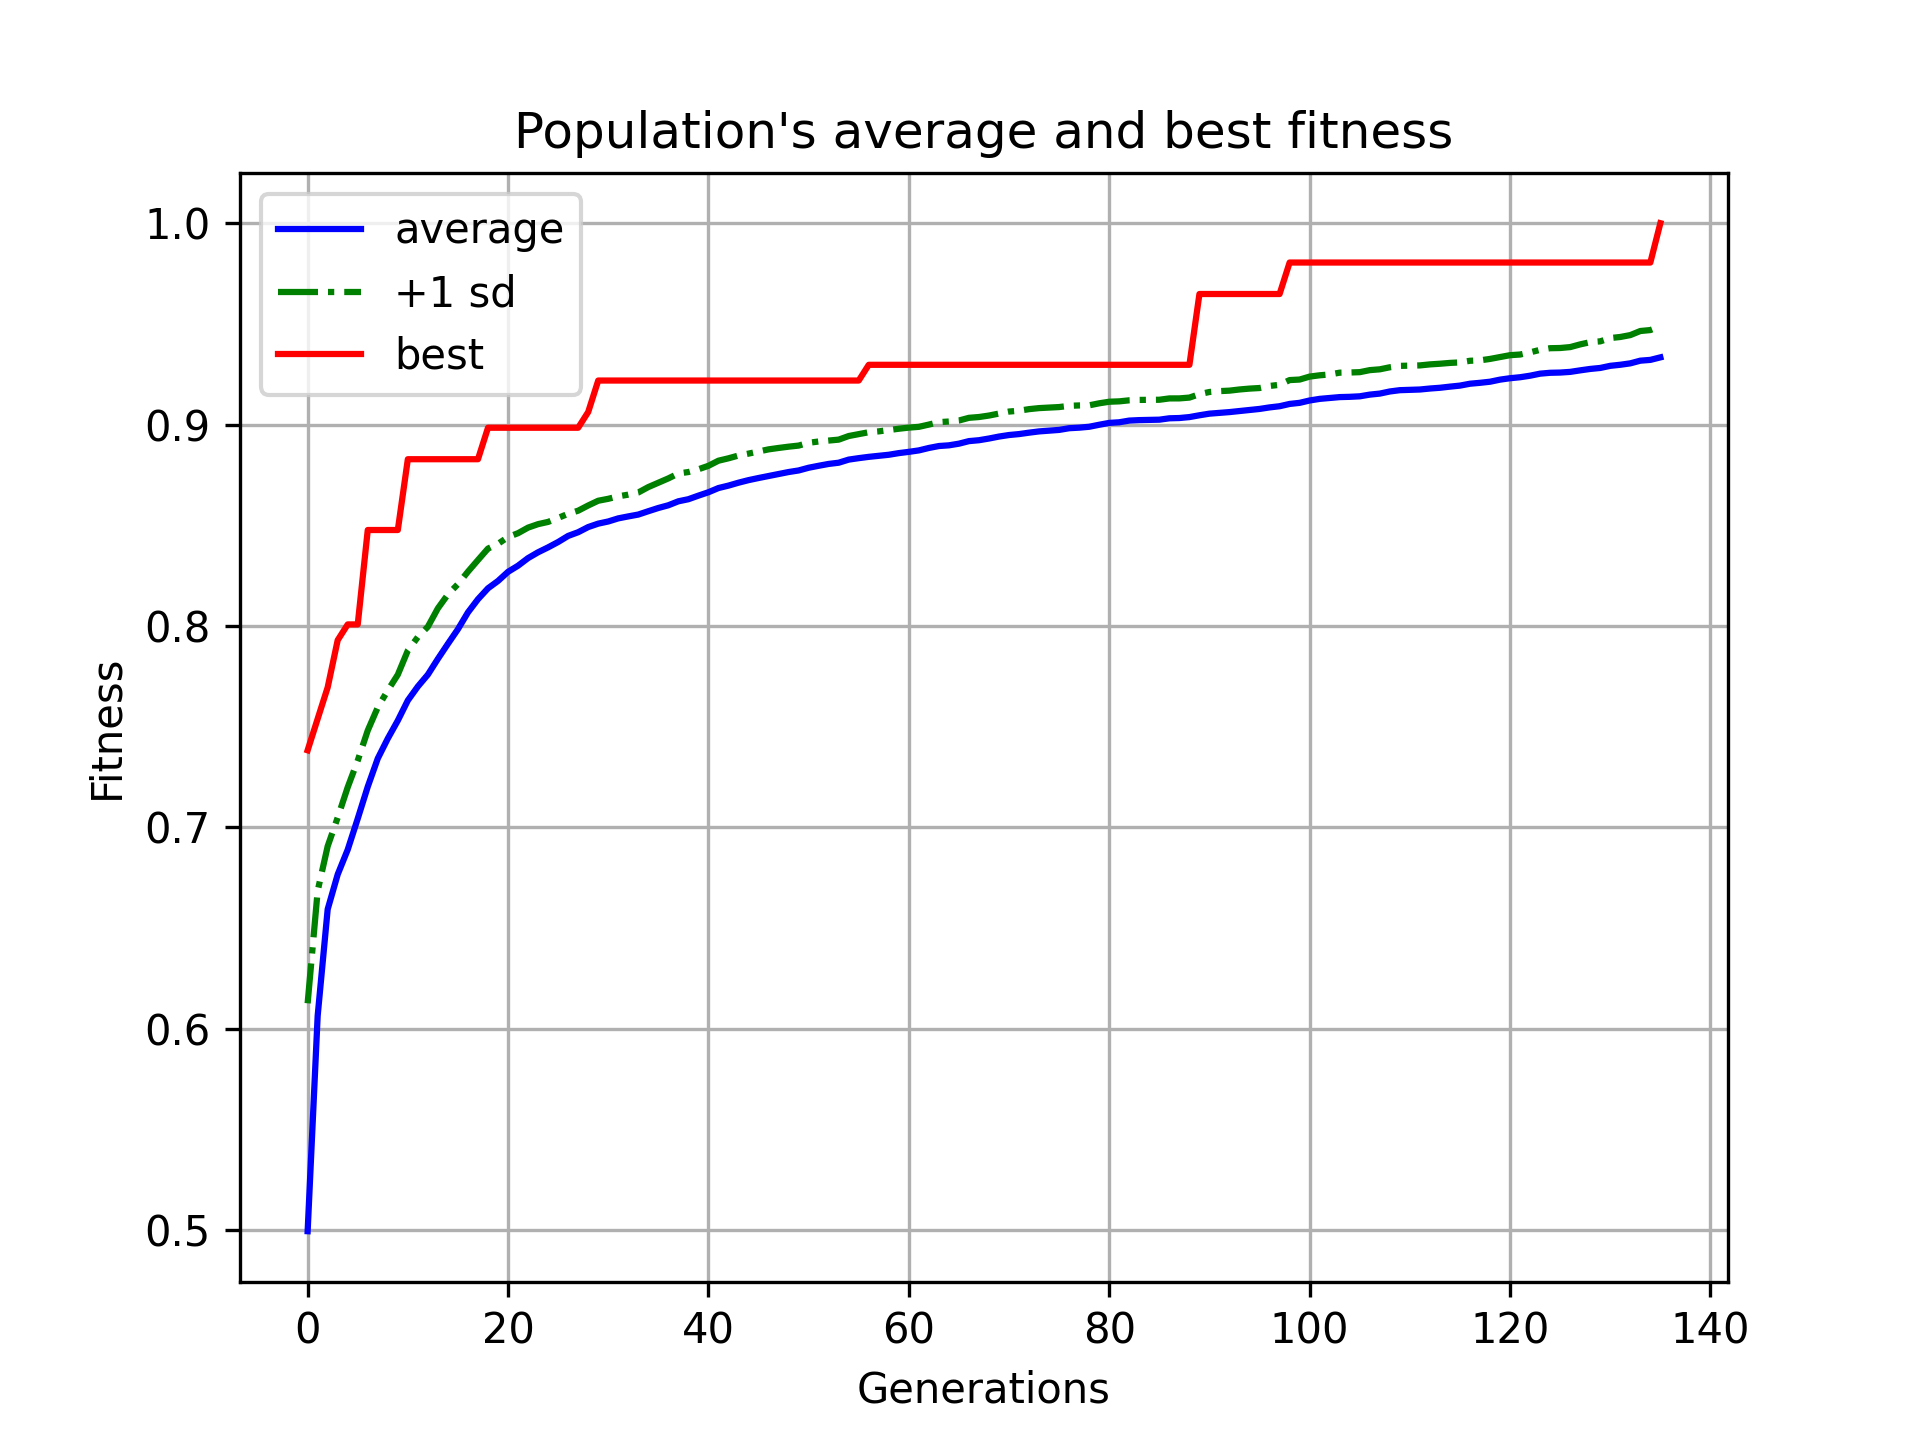 Population's average and best fitness
average
+1 sd
best
1.0
0.9
0.8
0.7
0.6
0.5
Fitness
0 20 40 60 80 100 120 140
Generations